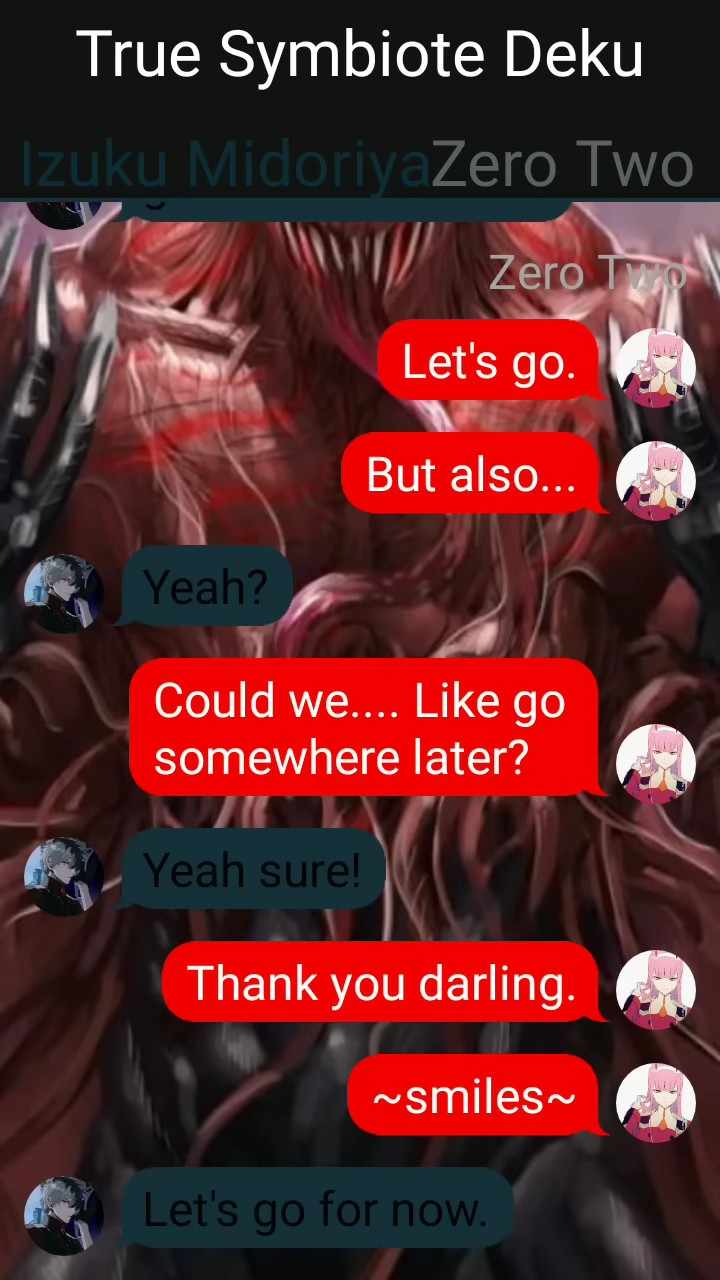 True Symbiote Deku
Izuku Midoriya Zero Two
Zero Two
Let's go.
But also...
Yeah?
Could we.... Like go
somewhere later?
Yeah sure!
Thank you darling.
~smiles~
Let's go for now.